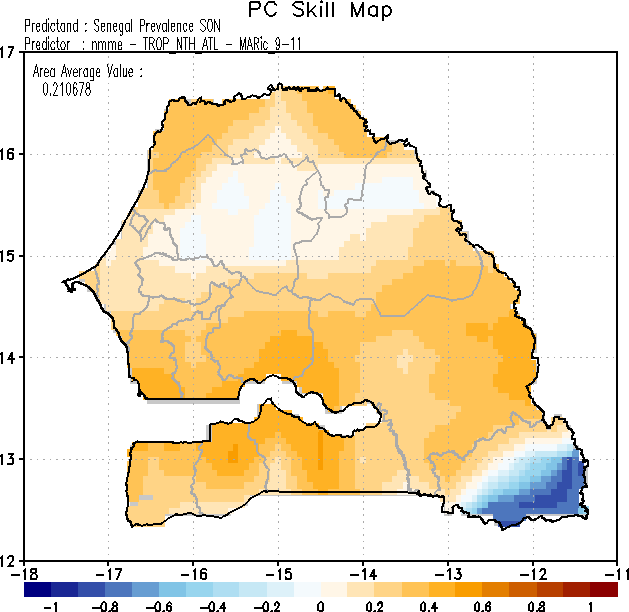 PC Skill Map
Predictand : Senegal Prevalence SON
Predictor : nmme - TROP_NTH_ATL - MARic_9-11
Area Average Value :
0.210678
17
16
15
14
13
12
-18 -17 -16 -15 -14 -13 -12 -11
-1 -0.8 -0.6 -0.4 -0.2 0 0.2 0.4 0.6 0.8 1